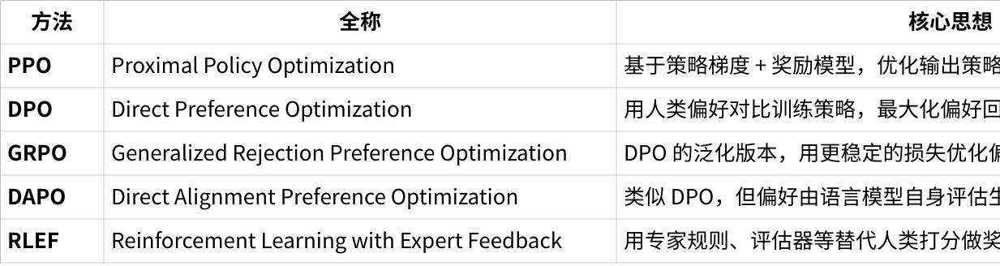 方法 全称 核心思想
PPO Proximal Policy Optimization 基于策略梯度 + 奖励模型，优化输出策略
DPO Direct Preference Optimization 用人类偏好对比训练策略，最大化偏好回
GRPO Generalized Rejection Preference Optimization DPO 的泛化版本，用更稳定的损失优化偏
DAPO Direct Alignment Preference Optimization 类似 DPO，但偏好由语言模型自身评估生
RLEF Reinforcement Learning with Expert Feedback 用专家规则、评估器等替代人类打分做奖